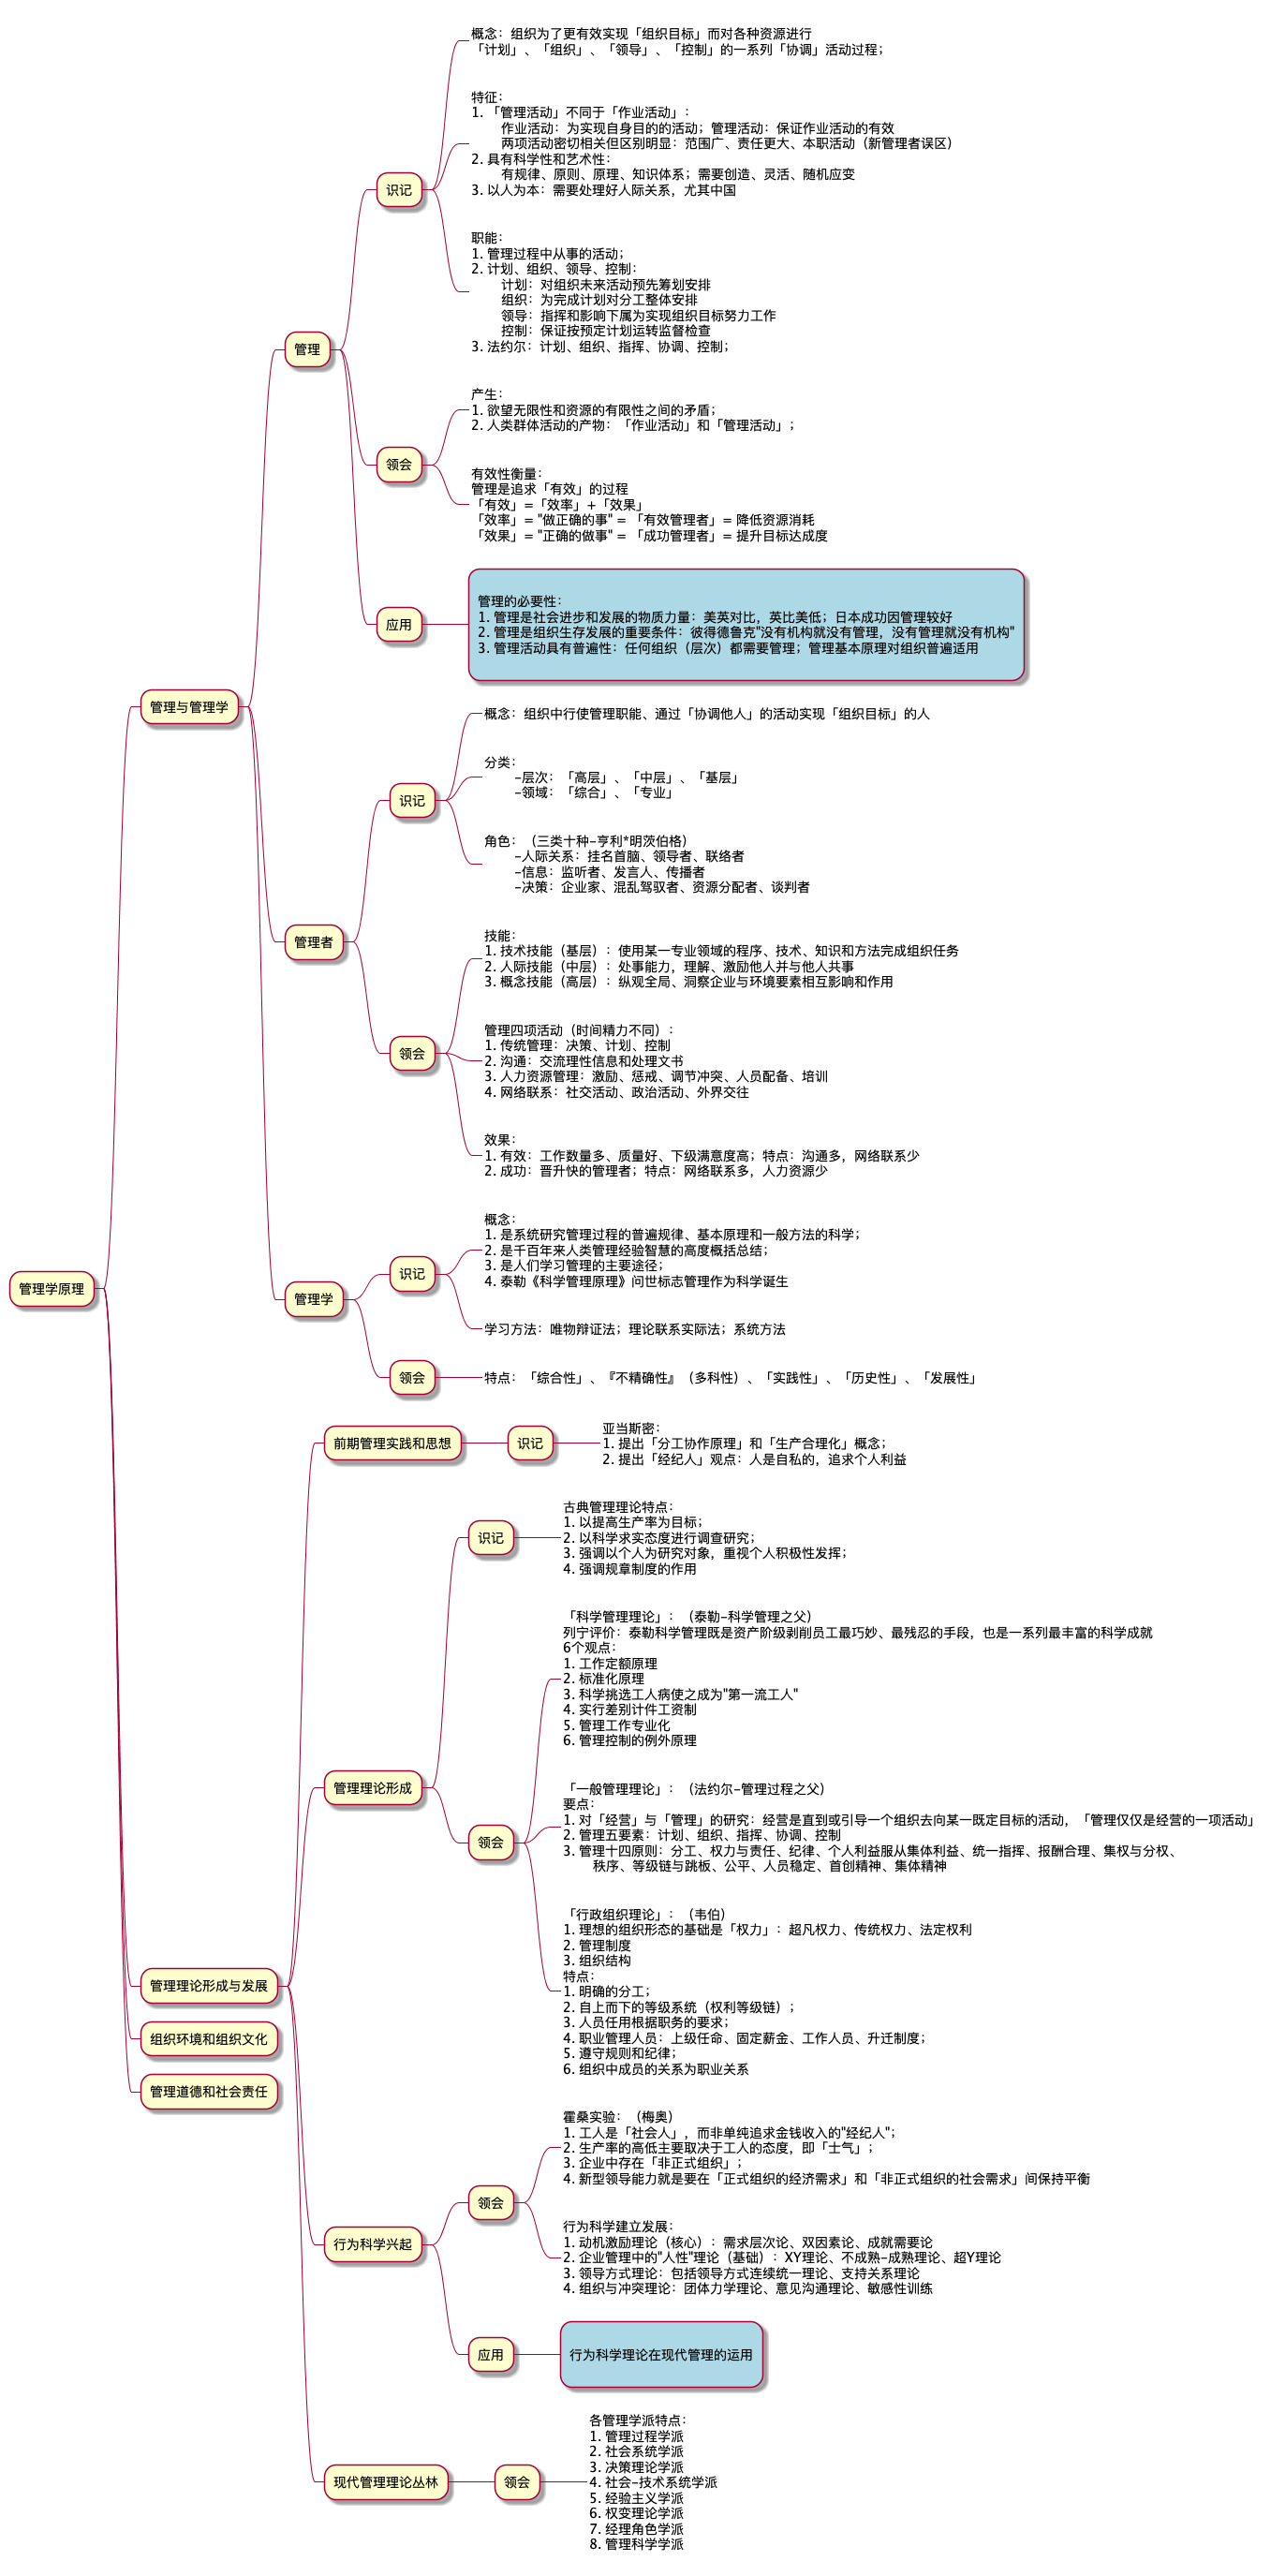 管理学原理
管理与管理学
管理
识记
概念：组织为了更有效实现「组织目标」而对各种资源进行
「计划」、「组织」、「领导」、「控制」的一系列「协调」活动过程；
特征：
1. 「管理活动」不同于「作业活动」：
作业活动：为实现自身目的的活动；管理活动：保证作业活动的有效
两项活动密切相关但区别明显：范围广、责任更大、本职活动（新管理者误区）
2. 具有科学性和艺术性：
有规律、原则、原理、知识体系；需要创造、灵活、随机应变
3. 以人为本：需要处理好人际关系，尤其中国
职能：
1. 管理过程中从事的活动；
2. 计划、组织、领导、控制：
计划：对组织未来活动预先筹划安排
组织：为完成计划对分工整体安排
领导：指挥和影响下属为实现组织目标努力工作
控制：保证按预定计划运转监督检查
3. 法约尔：计划、组织、指挥、协调、控制；
领会
产生：
1. 欲望无限性和资源的有限性之间的矛盾；
2. 人类群体活动的产物：「作业活动」和「管理活动」；
有效性衡量：
管理是追求「有效」的过程
「有效」=「效率」+「效果」
「效率」= "做正确的事" = 「有效管理者」= 降低资源消耗
「效果」= "正确的做事" = 「成功管理者」= 提升目标达成度
应用
管理的必要性：
1. 管理是社会进步和发展的物质力量：美英对比，英比美低；日本成功因管理较好
2. 管理是组织生存发展的重要条件：彼得德鲁克"没有机构就没有管理，没有管理就没有机构"
3. 管理活动具有普遍性：任何组织（层次）都需要管理；管理基本原理对组织普遍适用
管理者
识记
概念：组织中行使管理职能、通过「协调他人」的活动实现「组织目标」的人
分类：
-层次：「高层」、「中层」、「基层」
-领域：「综合」、「专业」
角色：（三类十种-亨利*明茨伯格）
-人际关系：挂名首脑、领导者、联络者
-信息：监听者、发言人、传播者
-决策：企业家、混乱驾驭者、资源分配者、谈判者
领会
技能：
1. 技术技能（基层）：使用某一专业领域的程序、技术、知识和方法完成组织任务
2. 人际技能（中层）：处事能力，理解、激励他人并与他人共事
3. 概念技能（高层）：纵观全局、洞察企业与环境要素相互影响和作用
管理四项活动（时间精力不同）：
1. 传统管理：决策、计划、控制
2. 沟通：交流理性信息和处理文书
3. 人力资源管理：激励、惩戒、调节冲突、人员配备、培训
4. 网络联系：社交活动、政治活动、外界交往
效果：
1. 有效：工作数量多、质量好、下级满意度高；特点：沟通多，网络联系少
2. 成功：晋升快的管理者；特点：网络联系多，人力资源少
管理学
识记
概念：
1. 是系统研究管理过程的普遍规律、基本原理和一般方法的科学；
2. 是千百年来人类管理经验智慧的高度概括总结；
3. 是人们学习管理的主要途径；
4. 泰勒《科学管理原理》问世标志管理作为科学诞生
学习方法：唯物辩证法；理论联系实际法；系统方法
领会
特点：「综合性」、『不精确性』（多科性）、「实践性」、「历史性」、「发展性」
管理理论形成与发展
前期管理实践和思想
识记
亚当斯密：
1. 提出「分工协作原理」和「生产合理化」概念；
2. 提出「经纪人」观点：人是自私的，追求个人利益
管理理论形成
识记
古典管理理论特点：
1. 以提高生产率为目标；
2. 以科学求实态度进行调查研究；
3. 强调以个人为研究对象，重视个人积极性发挥；
4. 强调规章制度的作用
领会
「科学管理理论」：（泰勒-科学管理之父）
列宁评价：泰勒科学管理既是资产阶级剥削员工最巧妙、最残忍的手段，也是一系列最丰富的科学成就
6个观点：
1. 工作定额原理
2. 标准化原理
3. 科学挑选工人病使之成为"第一流工人"
4. 实行差别计件工资制
5. 管理工作专业化
6. 管理控制的例外原理
「一般管理理论」：（法约尔-管理过程之父）
要点：
1. 对「经营」与「管理」的研究：经营是直到或引导一个组织去向某一既定目标的活动，「管理仅仅是经营的一项活动」
2. 管理五要素：计划、组织、指挥、协调、控制
3. 管理十四原则：分工、权力与责任、纪律、个人利益服从集体利益、统一指挥、报酬合理、集权与分权、
秩序、等级链与跳板、公平、人员稳定、首创精神、集体精神
「行政组织理论」：（韦伯）
1. 理想的组织形态的基础是「权力」：超凡权力、传统权力、法定权利
2. 管理制度
3. 组织结构
特点：
1. 明确的分工；
2. 自上而下的等级系统（权利等级链）；
3. 人员任用根据职务的要求；
4. 职业管理人员：上级任命、固定薪金、工作人员、升迁制度；
5. 遵守规则和纪律；
6. 组织中成员的关系为职业关系
行为科学兴起
领会
霍桑实验：（梅奥）
1. 工人是「社会人」，而非单纯追求金钱收入的"经纪人"；
2. 生产率的高低主要取决于工人的态度，即「士气」；
3. 企业中存在「非正式组织」；
4. 新型领导能力就是要在「正式组织的经济需求」和「非正式组织的社会需求」间保持平衡
行为科学建立发展：
1. 动机激励理论（核心）：需求层次论、双因素论、成就需要论
2. 企业管理中的"人性"理论（基础）：XY理论、不成熟-成熟理论、超Y理论
3. 领导方式理论：包括领导方式连续统一理论、支持关系理论
4. 组织与冲突理论：团体力学理论、意见沟通理论、敏感性训练
应用
行为科学理论在现代管理的运用
现代管理理论丛林
领会
各管理学派特点：
1. 管理过程学派
2. 社会系统学派
3. 决策理论学派
4. 社会-技术系统学派
5. 经验主义学派
6. 权变理论学派
7. 经理角色学派
8. 管理科学学派
组织环境和组织文化
管理道德和社会责任